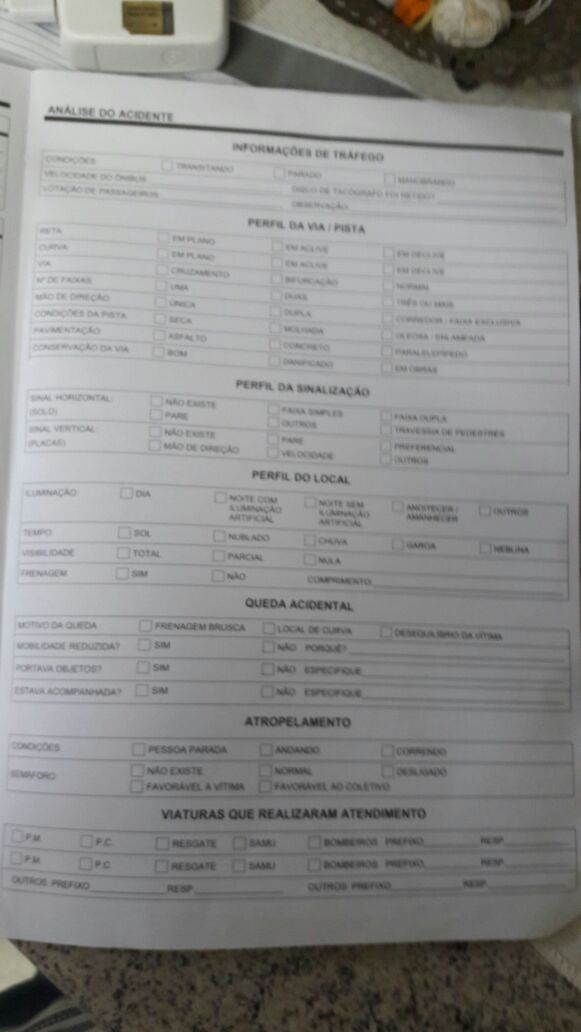 ANÁLISE DO ACIDENTE
INFORMAÇÕES DE TRÁFEGO
CONDIÇÕES: TRANSITANDO PARADO MANOBRANDO
VELOCIDADE DO ÔNIBUS: DISCO DE TACÓGRAFO FOI RETIDO?
LOTAÇÃO DE PASSAGEIROS: OBSERVAÇÃO:
PERFIL DA VIA / PISTA
RETA: EM PLANO EM ACLIVE EM DECLIVE
CURVA: EM PLANO EM ACLIVE EM DECLIVE
VIA: CRUZAMENTO BIFURCAÇÃO NORMAL
Nº DE FAIXAS: UMA DUAS TRÊS OU MAIS
MÃO DE DIREÇÃO: ÚNICA DUPLA CORREDOR / FAIXA EXCLUSIVA
CONDIÇÕES DA PISTA: SECA MOLHADA OLEOSA / ENLAMEADA
PAVIMENTAÇÃO: ASFALTO CONCRETO PARALELEPÍPEDO
CONSERVAÇÃO DA VIA: BOM DANIFICADO EM OBRAS
PERFIL DA SINALIZAÇÃO
SINAL HORIZONTAL: NÃO EXISTE FAIXA SIMPLES FAIXA DUPLA
(SOLO) PARE OUTROS TRAVESSIA DE PEDESTRES
SINAL VERTICAL: NÃO EXISTE PARE PREFERENCIAL
(PLACAS) MÃO DE DIREÇÃO VELOCIDADE OUTROS
PERFIL DO LOCAL
ILUMINAÇÃO: DIA NOITE COM ILUMINAÇÃO ARTIFICIAL NOITE SEM ILUMINAÇÃO ARTIFICIAL ANOITECER / AMANHECER OUTROS
TEMPO: SOL NUBLADO CHUVA GAROA NEBLINA
VISIBILIDADE TOTAL PARCIAL NULA
FRENAGEM SIM NÃO COMPRIMENTO:
QUEDA ACIDENTAL
MOTIVO DA QUEDA FRENAGEM BRUSCA LOCAL DE CURVA DESEQUILÍBRIO DA VÍTIMA
MOBILIDADE REDUZIDA? SIM NÃO PORQUÊ?
PORTAVA OBJETOS? SIM NÃO ESPECIFIQUE
ESTAVA ACOMPANHADA? SIM NÃO ESPECIFIQUE
ATROPELAMENTO
CONDIÇÕES: PESSOA PARADA ANDANDO CORRENDO
SEMÁFORO: NÃO EXISTE NORMAL DESLIGADO
FAVORÁVEL A VÍTIMA FAVORÁVEL AO COLETIVO
VIATURAS QUE REALIZARAM ATENDIMENTO
P.M. P.C. RESGATE SAMU BOMBEIROS PREFIXO RESP.
P.M. P.C RESGATE SAMU BOMBEIROS PREFIXO RESP.
OUTROS: PREFIXO RESP. OUTROS: PREFIXO RESP.